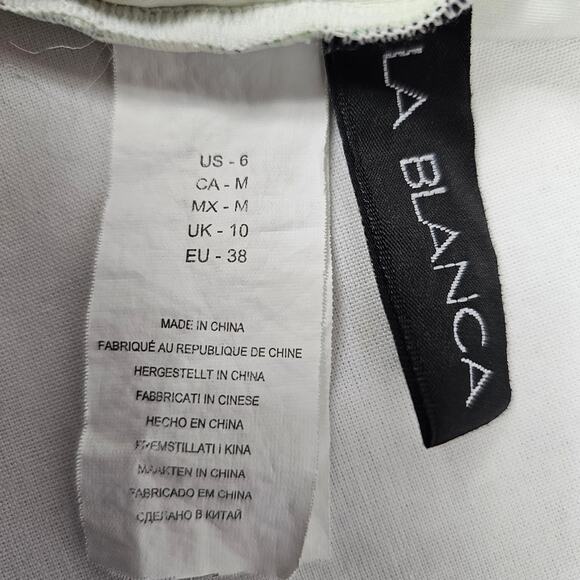 US - 6
CA - M
MX - M
UK - 10
EU - 38
MADE IN CHINA
FABRIQUÉ AU REPUBLIQUE DE CHINE
HERGESTELLT IN CHINA
FABBRICATI IN CINESE
HECHO EN CHINA
FREMSTILLAT I KINA
MAAKTEN IN CHINA
FABRICADO EM CHINA
СДЕЛАНО В КИТАЙ
LA BLANCA